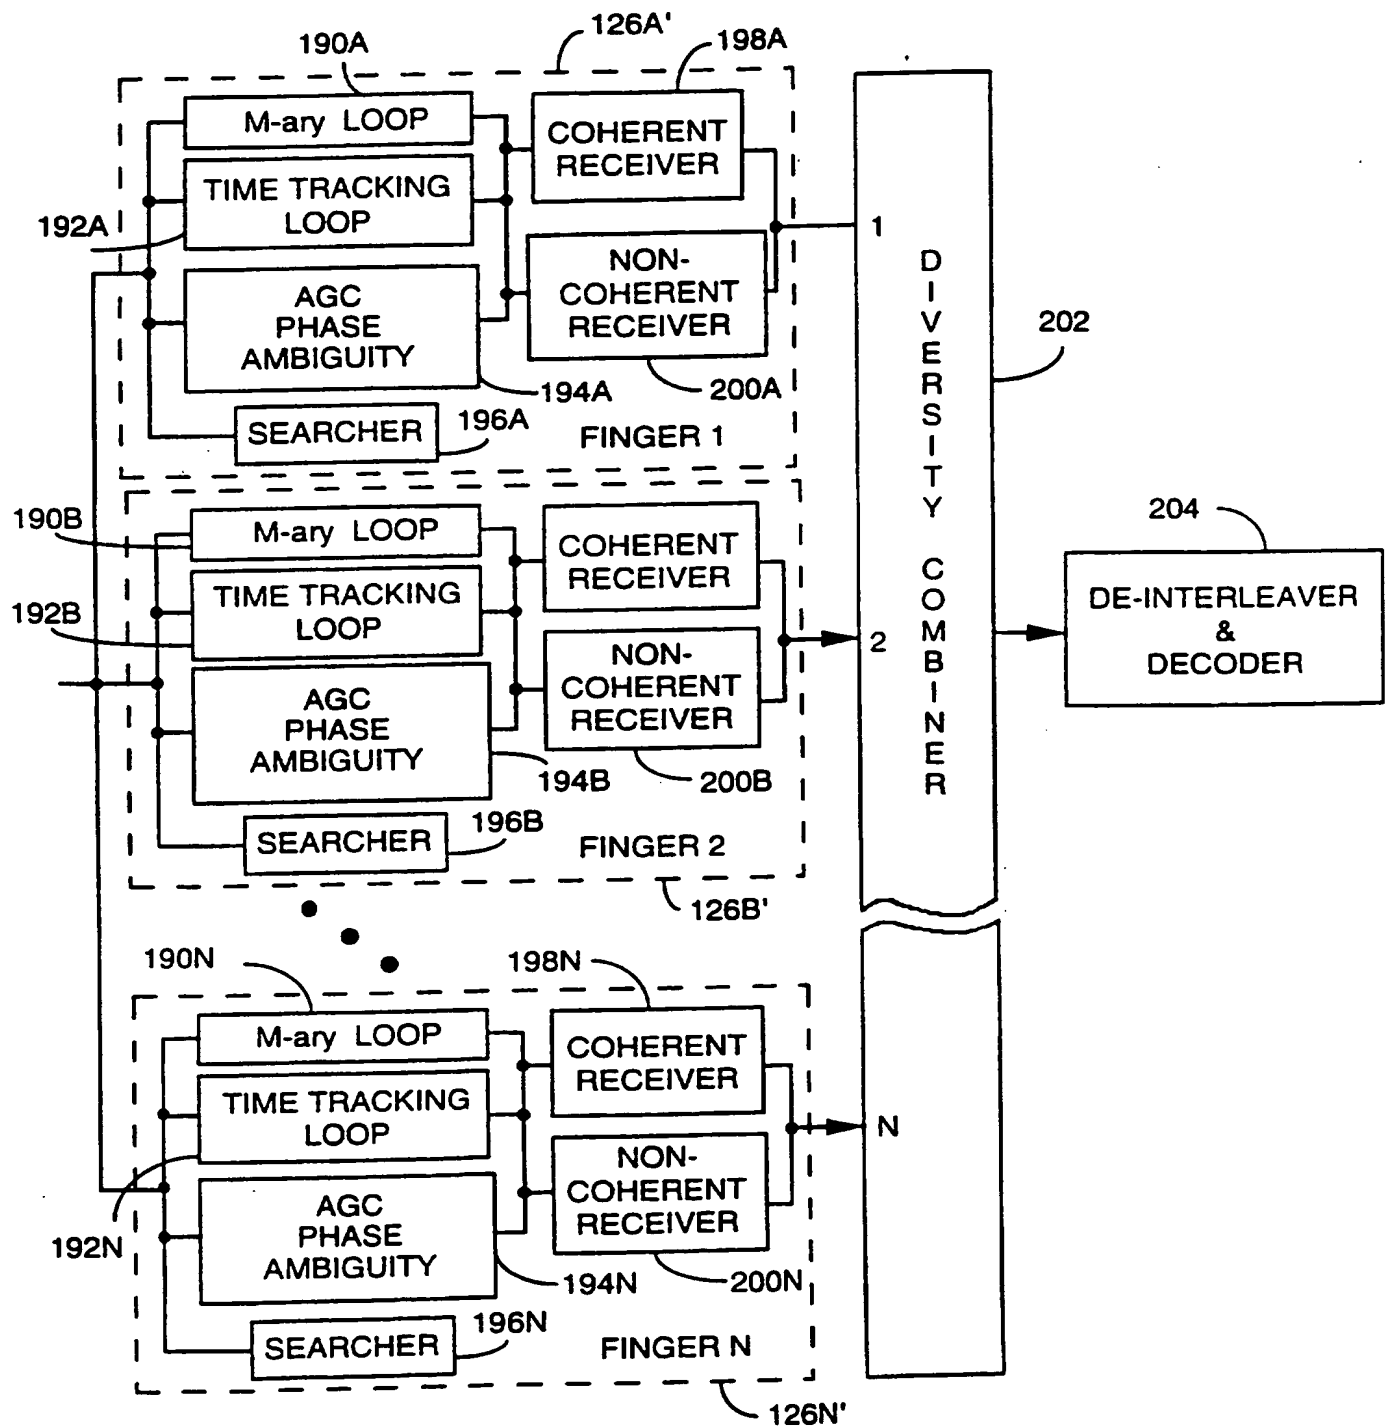 126A'
190A
198A
M-ary LOOP
COHERENT
RECEIVER
TIME TRACKING
LOOP
192A
1
NON-
COHERENT
RECEIVER
AGC
PHASE
AMBIGUITY
194A
200A
196A
SEARCHER
FINGER 1
DIVERSITY COMBINER
202
190B
M-ary LOOP
COHERENT
RECEIVER
TIME TRACKING
LOOP
192B
2
NON-
COHERENT
RECEIVER
AGC
PHASE
AMBIGUITY
194B
200B
196B
SEARCHER
FINGER 2
126B'
204
DE-INTERLEAVER
&
DECODER
190N
198N
M-ary LOOP
COHERENT
RECEIVER
TIME TRACKING
LOOP
N
NON-
COHERENT
RECEIVER
AGC
PHASE
AMBIGUITY
192N
194N
200N
196N
SEARCHER
FINGER N
126N'